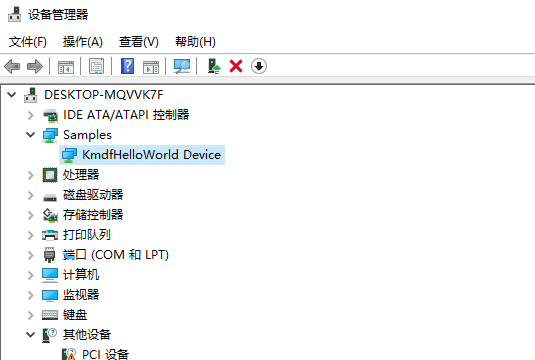 设备管理器
文件(F) 操作(A) 查看(V) 帮助(H)
DESKTOP-MQVVK7F
IDE ATA/ATAPI 控制器
Samples
KmdfHelloWorld Device
处理器
磁盘驱动器
存储控制器
打印队列
端口 (COM 和 LPT)
计算机
监视器
键盘
其他设备
PCI 设备